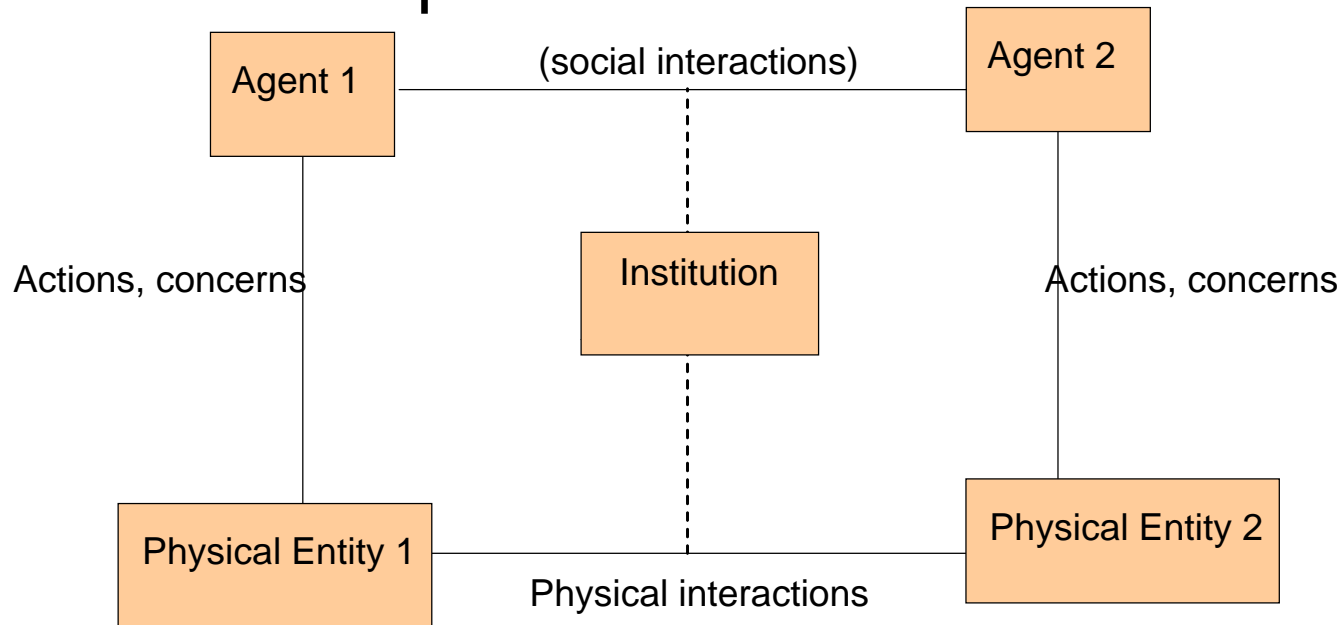 (social interactions)
Agent 1
Agent 2
Institution
Actions, concerns
Actions, concerns
Physical Entity 1
Physical Entity 2
Physical interactions